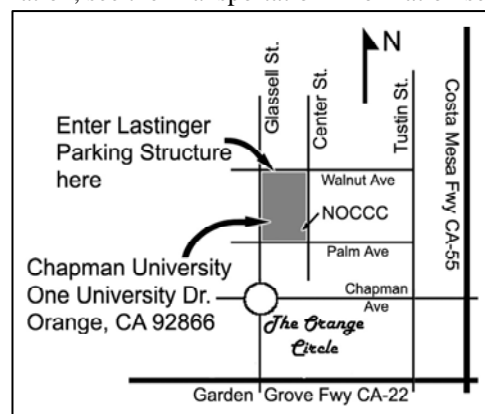 Glassell St.
Center St.
N
Tustin St.
Costa Mesa Fwy CA-55
Enter Lastinger
Parking Structure
here
Walnut Ave
NOCCC
Palm Ave
Chapman University
One University Dr.
Orange, CA 92866
Chapman
Ave
The Orange
Circle
Garden Grove Fwy CA-22